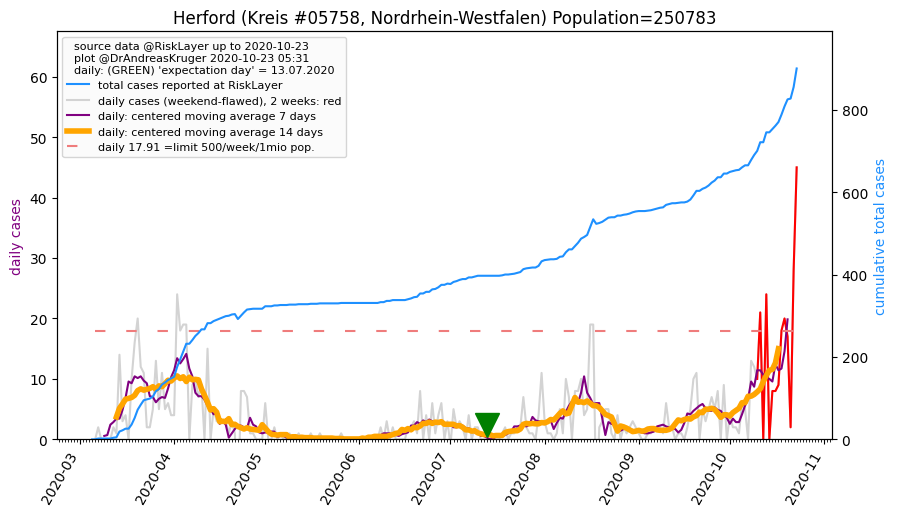 Herford (Kreis #05758, Nordrhein-Westfalen) Population=250783
source data @RiskLayer up to 2020-10-23
plot @DrAndreasKruger 2020-10-23 05:31
daily: (GREEN) 'expectation day' = 13.07.2020
total cases reported at RiskLayer
daily cases (weekend-flawed), 2 weeks: red
daily: centered moving average 7 days
daily: centered moving average 14 days
daily 17.91 =limit 500/week/1mio pop.
daily cases
60
50
40
30
20
10
0
cumulative total cases
800
600
400
200
0
2020-03
2020-04
2020-05
2020-06
2020-07
2020-08
2020-09
2020-10
2020-11